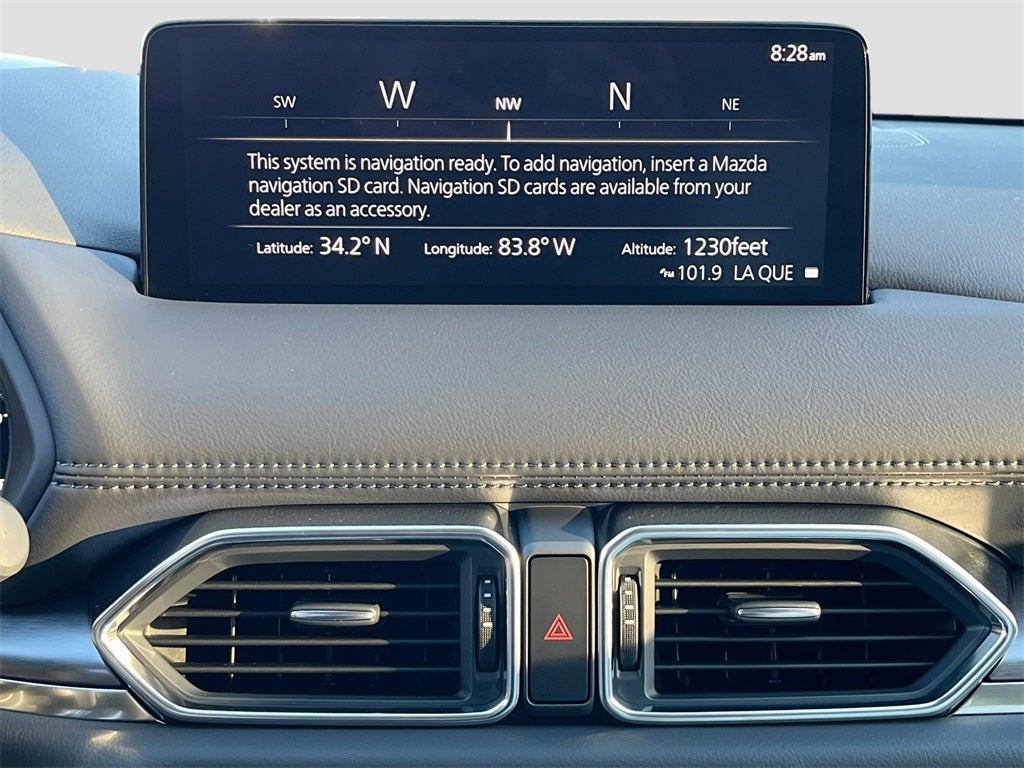 8:28am
SW W NW N NE
This system is navigation ready. To add navigation, insert a Mazda
navigation SD card. Navigation SD cards are available from your
dealer as an accessory.
Latitude: 34.2° N Longitude: 83.8° W Altitude: 1230feet
FM 101.9 LA QUE